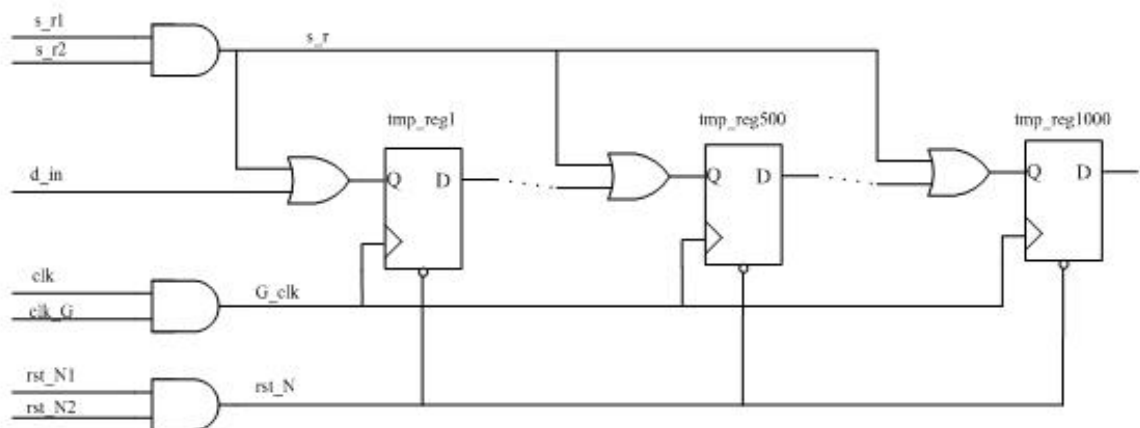 s_r1
s_r2
s_r
tmp_reg1
tmp_reg500
tmp_reg1000
d_in
Q D
Q D
Q D
clk
clk_G
G_clk
rst_N1
rst_N2
rst_N